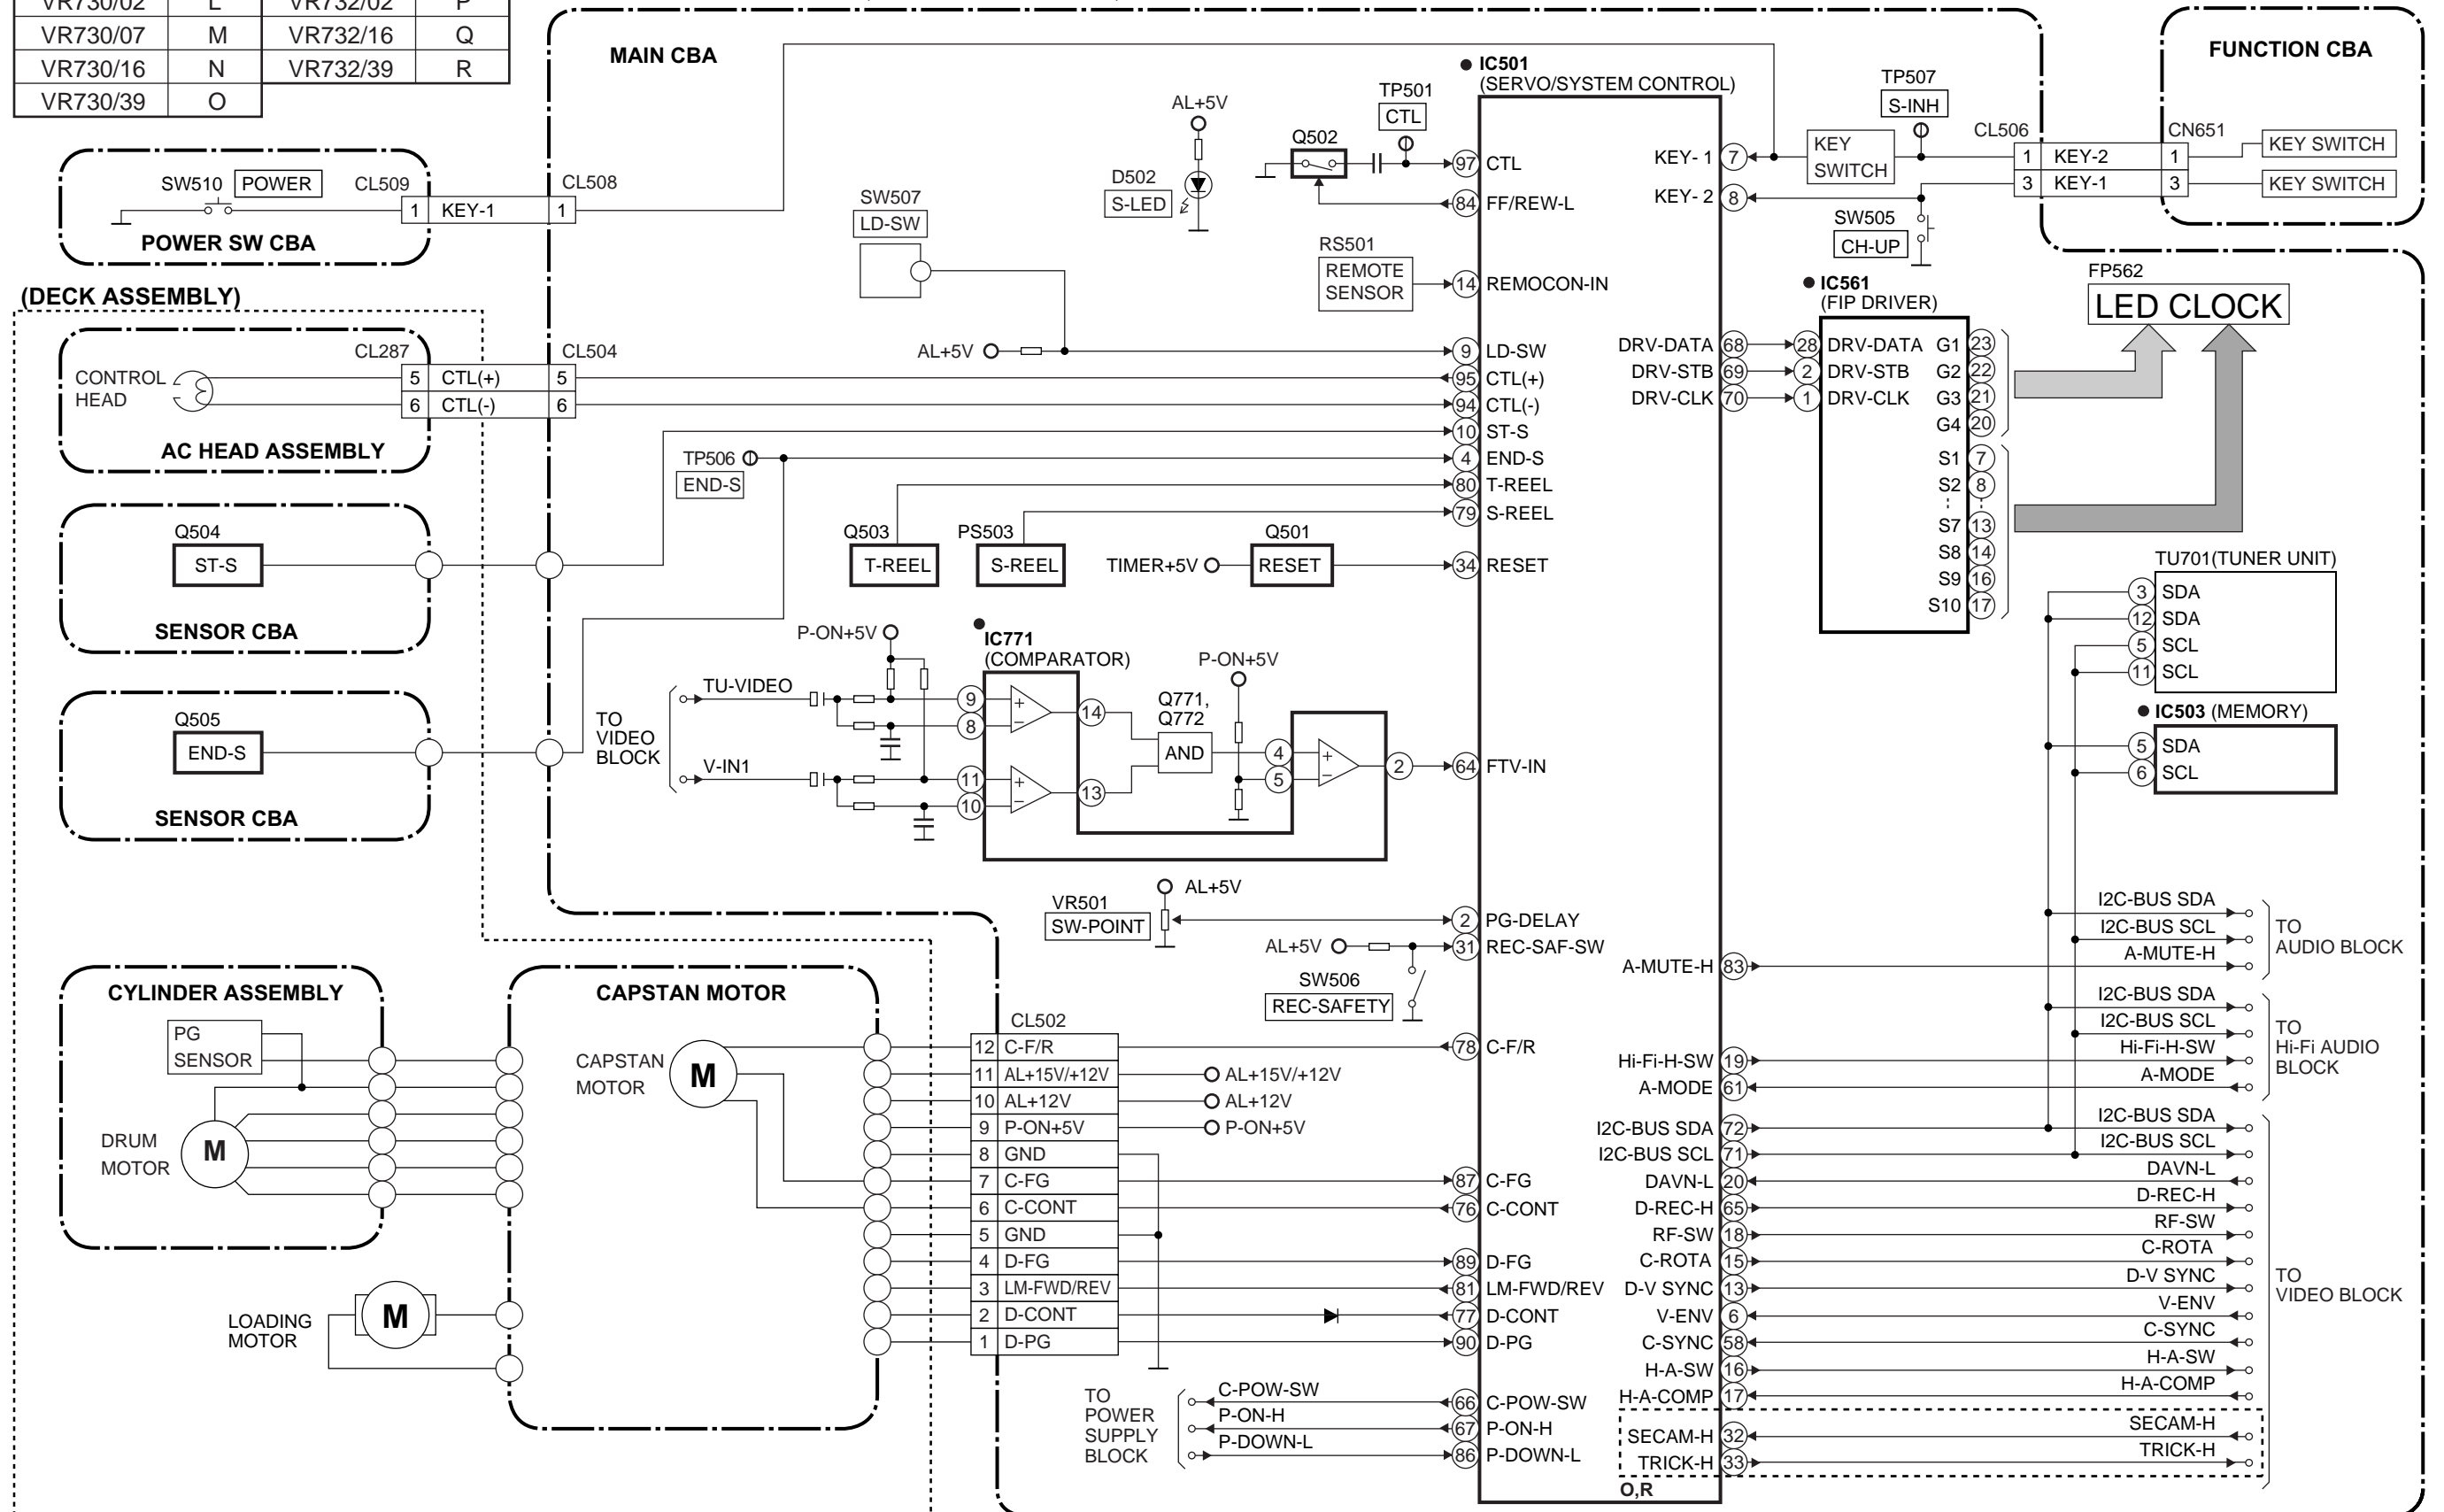 VR730/02 L VR732/02 P
VR730/07 M VR732/16 Q
VR730/16 N VR732/39 R
VR730/39 O
MAIN CBA
FUNCTION CBA
IC501
(SERVO/SYSTEM CONTROL)
TP501
CTL
Q502
AL+5V
D502
S-LED
TP507
S-INH
KEY
SWITCH
CL506
CN651
1 KEY-2 1
3 KEY-1 3
KEY SWITCH
KEY SWITCH
SW505
CH-UP
SW510 POWER
CL509
CL508
1 KEY-1 1
POWER SW CBA
SW507
LD-SW
RS501
REMOTE
SENSOR
97 CTL
84 FF/REW-L
14 REMOCON-IN
KEY- 1 7
KEY- 2 8
(DECK ASSEMBLY)
CONTROL
HEAD
CL287
CL504
5 CTL(+) 5
6 CTL(-) 6
AC HEAD ASSEMBLY
AL+5V
9 LD-SW
95 CTL(+)
94 CTL(-)
10 ST-S
4 END-S
80 T-REEL
79 S-REEL
34 RESET
TP506
END-S
Q503
T-REEL
PS503
S-REEL
TIMER+5V
Q501
RESET
IC561
(FIP DRIVER)
DRV-DATA 68 28 DRV-DATA
DRV-STB 69 2 DRV-STB
DRV-CLK 70 1 DRV-CLK
G1 23
G2 22
G3 21
G4 20
S1 7
S2 8
S7 13
S8 14
S9 16
S10 17
FP562
LED CLOCK
Q504
ST-S
SENSOR CBA
Q505
END-S
SENSOR CBA
P-ON+5V
IC771
(COMPARATOR)
TO
VIDEO
BLOCK
TU-VIDEO
V-IN1
9
+
8
−
14
11
+
10
−
13
Q771,
Q772
AND
P-ON+5V
4
+
5
−
2
64 FTV-IN
TU701(TUNER UNIT)
3 SDA
12 SDA
5 SCL
11 SCL
IC503 (MEMORY)
5 SDA
6 SCL
VR501
SW-POINT
AL+5V
2 PG-DELAY
AL+5V
31 REC-SAF-SW
SW506
REC-SAFETY
A-MUTE-H 83
I2C-BUS SDA
I2C-BUS SCL
A-MUTE-H
TO
AUDIO BLOCK
Hi-Fi-H-SW 19
A-MODE 61
I2C-BUS SDA
I2C-BUS SCL
Hi-Fi-H-SW
A-MODE
TO
Hi-Fi AUDIO
BLOCK
CYLINDER ASSEMBLY
PG
SENSOR
DRUM
MOTOR
M
CAPSTAN MOTOR
CAPSTAN
MOTOR
M
LOADING
MOTOR
M
CL502
12 C-F/R
11 AL+15V/+12V
10 AL+12V
9 P-ON+5V
8 GND
7 C-FG
6 C-CONT
5 GND
4 D-FG
3 LM-FWD/REV
2 D-CONT
1 D-PG
AL+15V/+12V
AL+12V
P-ON+5V
78 C-F/R
87 C-FG
76 C-CONT
89 D-FG
81 LM-FWD/REV
77 D-CONT
90 D-PG
TO
POWER
SUPPLY
BLOCK
C-POW-SW
P-ON-H
P-DOWN-L
66 C-POW-SW
67 P-ON-H
86 P-DOWN-L
I2C-BUS SDA 72 I2C-BUS SDA
I2C-BUS SCL 71 I2C-BUS SCL
DAVN-L 20 DAVN-L
D-REC-H 65 D-REC-H
RF-SW 18 RF-SW
C-ROTA 15 C-ROTA
D-V SYNC 13 D-V SYNC
V-ENV 6 V-ENV
C-SYNC 58 C-SYNC
H-A-SW 16 H-A-SW
H-A-COMP 17 H-A-COMP
SECAM-H 32 SECAM-H
TRICK-H 33 TRICK-H
O,R
TO
VIDEO BLOCK